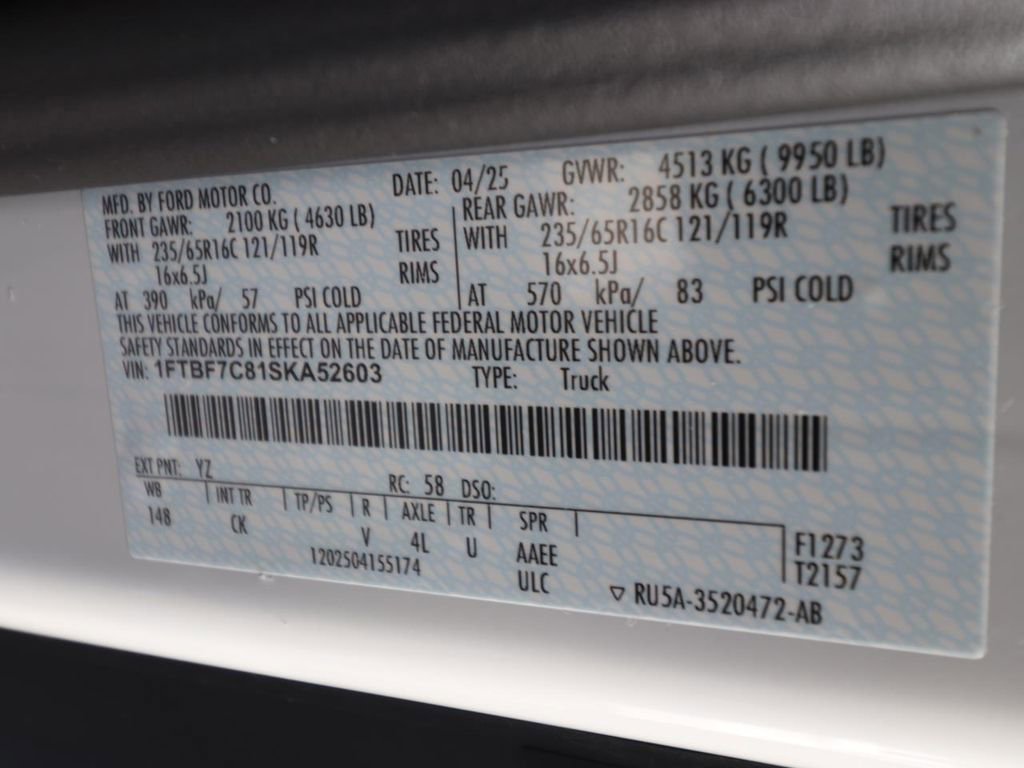 MFD. BY FORD MOTOR CO. DATE: 04/25 GVWR: 4513 KG ( 9950 LB)
FRONT GAWR: 2100 KG ( 4630 LB) REAR GAWR: 2858 KG ( 6300 LB)
WITH 235/65R16C 121/119R TIRES WITH 235/65R16C 121/119R TIRES
16x6.5J RIMS 16x6.5J RIMS
AT 390 kPa/ 57 PSI COLD AT 570 kPa/ 83 PSI COLD
THIS VEHICLE CONFORMS TO ALL APPLICABLE FEDERAL MOTOR VEHICLE
SAFETY STANDARDS IN EFFECT ON THE DATE OF MANUFACTURE SHOWN ABOVE.
VIN: 1FTBF7C81SKA52603 TYPE: Truck
EXT PNT: YZ RC: 58 DSO:
WB INT TR TP/PS R AXLE TR SPR F1273
148 CK V 4L U AAEE T2157
1202504155174 ULC ▽ RU5A-3520472-AB